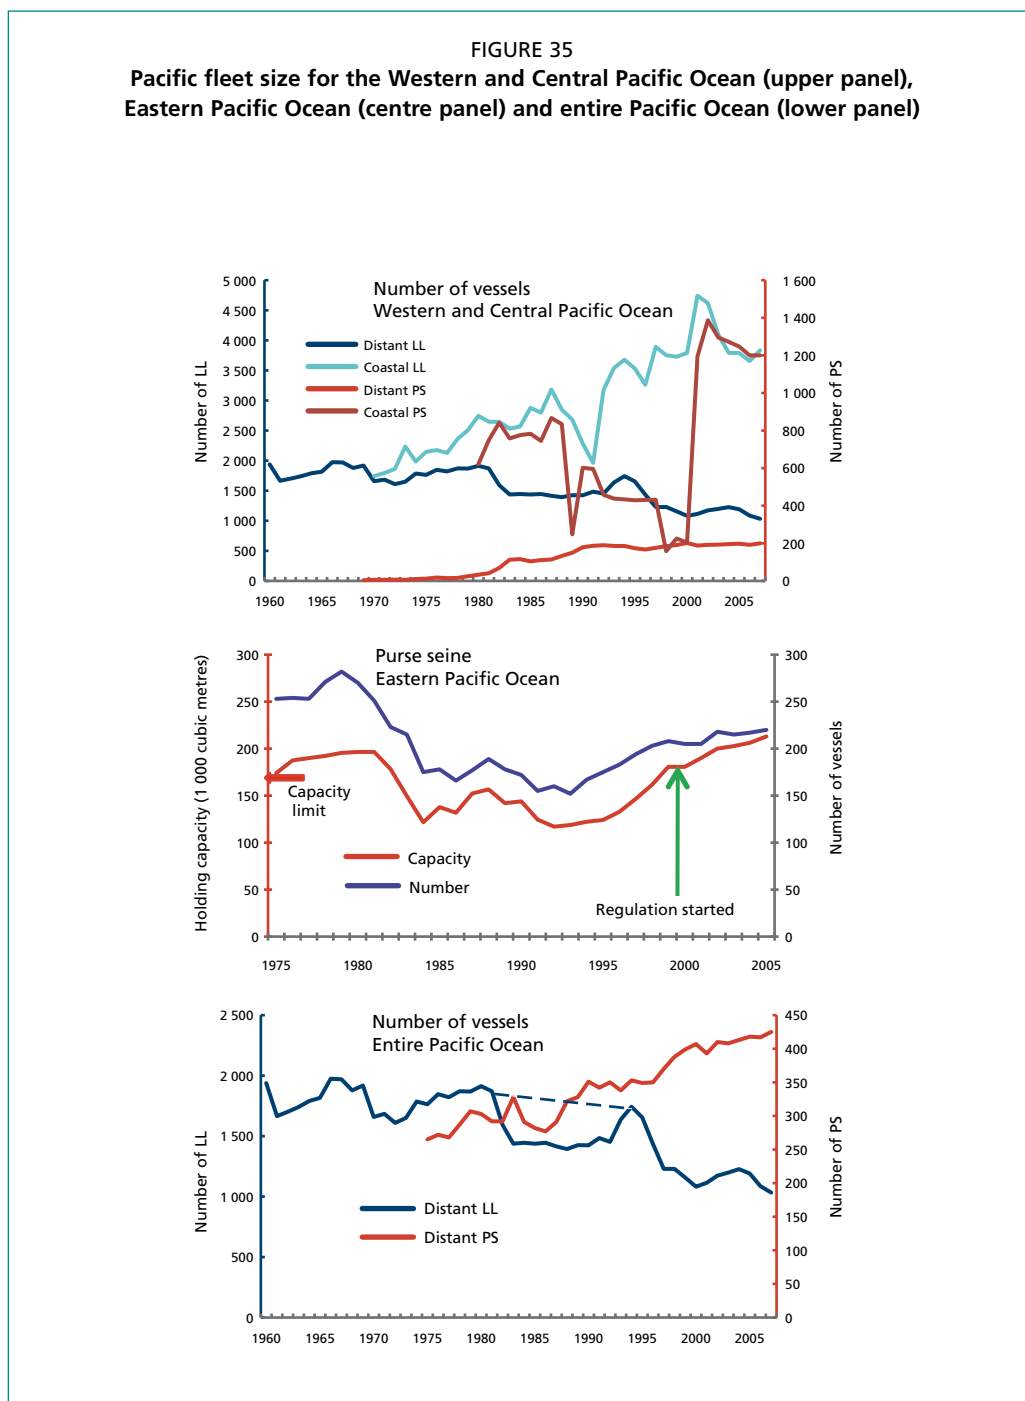 FIGURE 35
Pacific fleet size for the Western and Central Pacific Ocean (upper panel),
Eastern Pacific Ocean (centre panel) and entire Pacific Ocean (lower panel)
Number of vessels
Western and Central Pacific Ocean
Distant LL
Coastal LL
Distant PS
Coastal PS
Number of LL
5 000
4 500
4 000
3 500
3 000
2 500
2 000
1 500
1 000
500
0
Number of PS
1 600
1 400
1 200
1 000
800
600
400
200
0
1960 1965 1970 1975 1980 1985 1990 1995 2000 2005
Purse seine
Eastern Pacific Ocean
Holding capacity (1 000 cubic metres)
300
250
200
150
100
50
0
Number of vessels
300
250
200
150
100
50
0
Capacity
limit
Capacity
Number
Regulation started
1975 1980 1985 1990 1995 2000 2005
Number of vessels
Entire Pacific Ocean
Number of LL
2 500
2 000
1 500
1 000
500
0
Number of PS
450
400
350
300
250
200
150
100
50
0
Distant LL
Distant PS
1960 1965 1970 1975 1980 1985 1990 1995 2000 2005